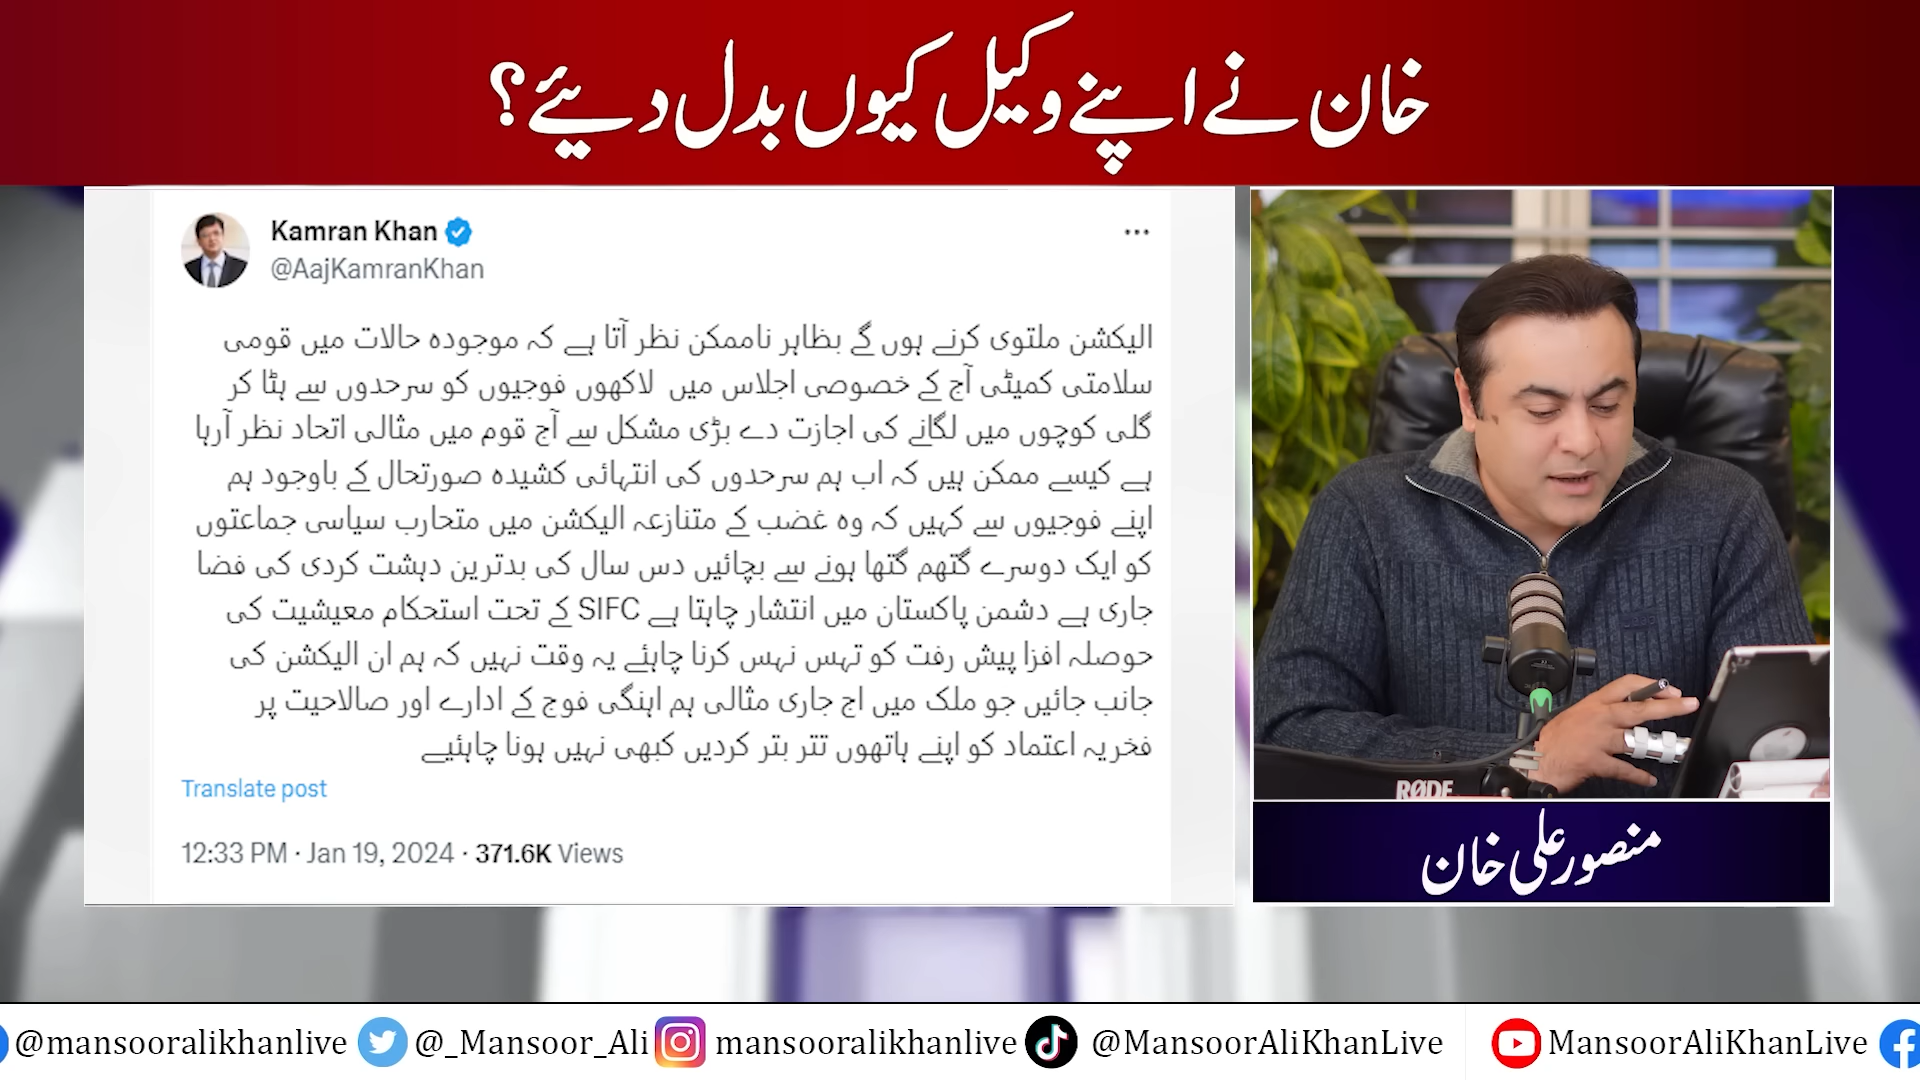 خان نے اپنے وکیل کیوں بدل دیئے؟
Kamran Khan
@AajKamranKhan
الیکشن ملتوی کرنے ہوں گے بظاہر ناممکن نظر آتا ہے کہ موجودہ حالات میں قومی
سلامتی کمیٹی آج کے خصوصی اجلاس میں لاکھوں فوجیوں کو سرحدوں سے ہٹا کر
گلی کوچوں میں لگانے کی اجازت دے بڑی مشکل سے آج قوم میں مثالی اتحاد نظر آرہا
ہے کیسے ممکن ہیں کہ اب ہم سرحدوں کی انتہائی کشیدہ صورتحال کے باوجود ہم
اپنے فوجیوں سے کہیں کہ وہ غضب کے متنازعہ الیکشن میں متحارب سیاسی جماعتوں
کو ایک دوسرے گتھم گتھا ہونے سے بچائیں دس سال کی بدترین دہشت کردی کی فضا
جاری ہے دشمن پاکستان میں انتشار چاہتا ہے SIFC کے تحت استحکام معیشیت کی
حوصلہ افزا پیش رفت کو تہس نہس کرنا چاہئے یہ وقت نہیں کہ ہم ان الیکشن کی
جانب جائیں جو ملک میں اج جاری مثالی ہم اہنگی فوج کے ادارے اور صالاحیت پر
فخریہ اعتماد کو اپنے ہاتھوں تتر بتر کردیں کبھی نہیں ہونا چاہئیے
Translate post
12:33 PM · Jan 19, 2024 · 371.6K Views
RØDE
منصور علی خان
@mansooralikhanlive @_Mansoor_Ali mansooralikhanlive @MansoorAliKhanLive MansoorAliKhanLive